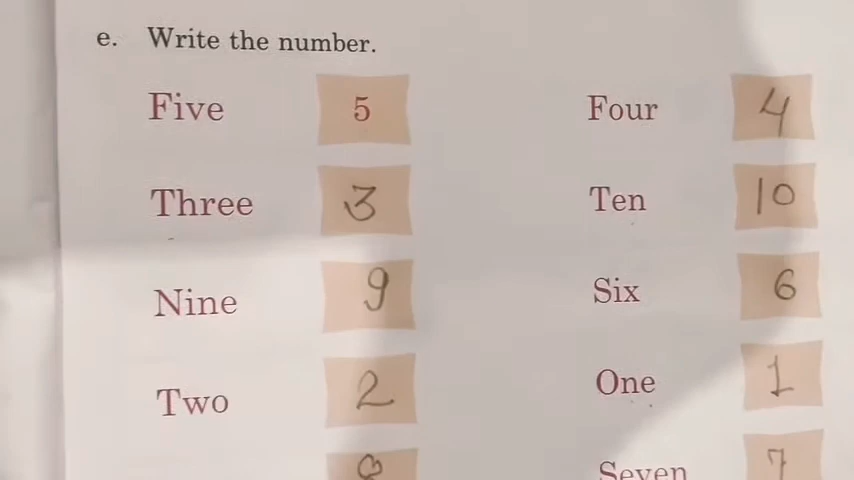 e. Write the number.
Five 5 Four 4
Three 3 Ten 10
Nine 9 Six 6
Two 2 One 1
8 Seven 7